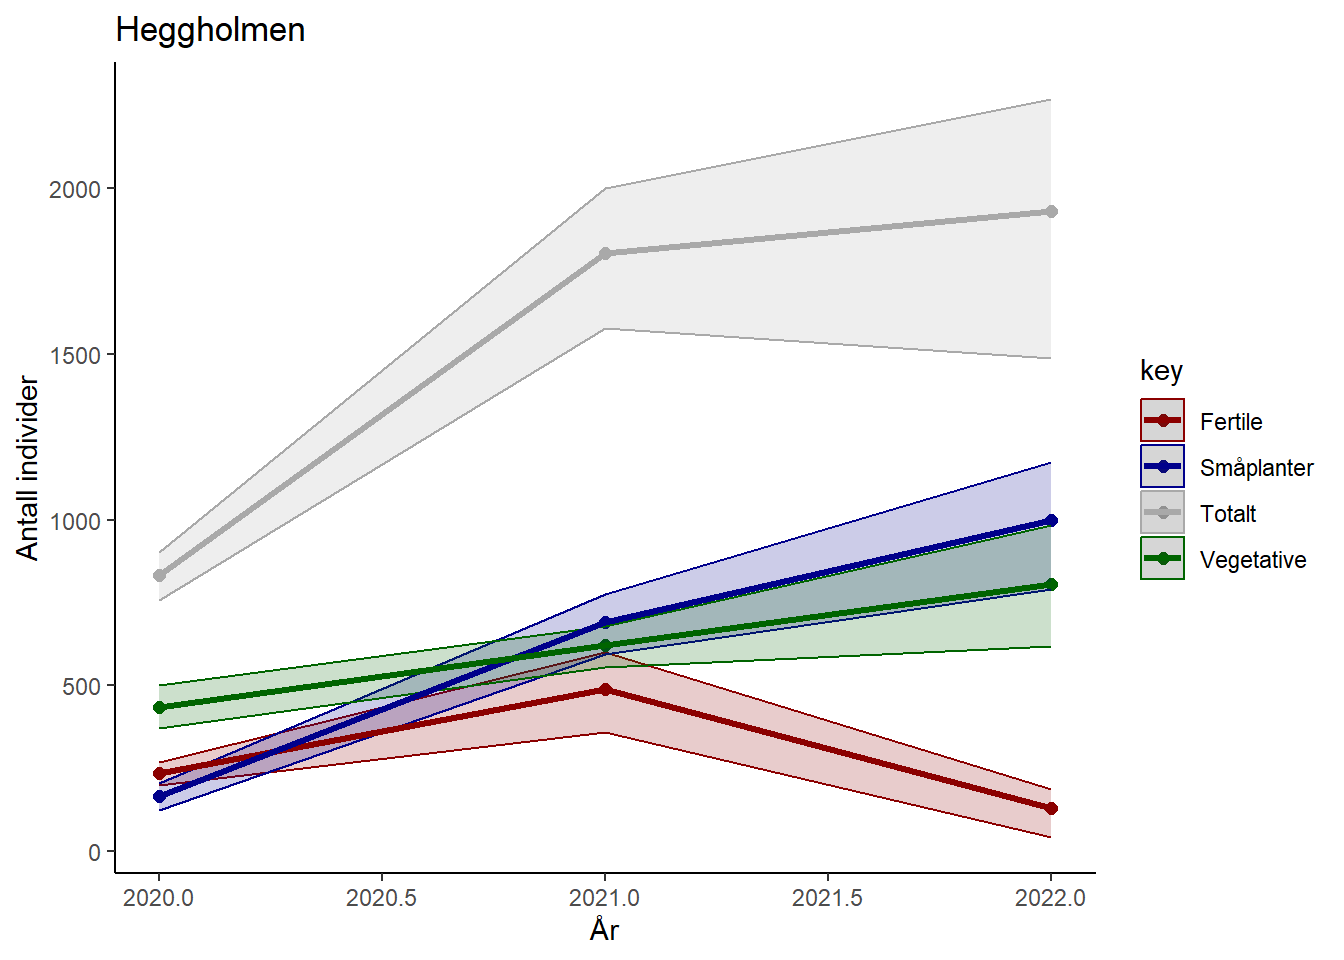 Heggholmen
Antall individer
2000
1500
1000
500
0
2020.0 2020.5 2021.0 2021.5 2022.0
År
key
Fertile
Småplanter
Totalt
Vegetative